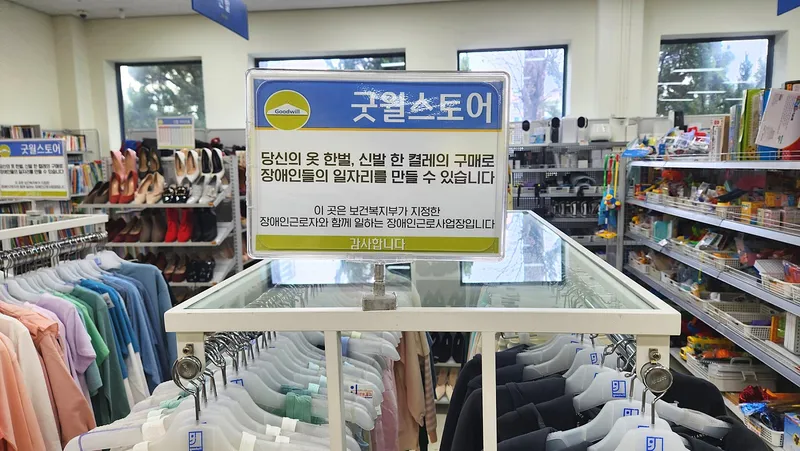 Goodwill
굿윌스토어
당신의 옷 한벌, 신발 한 켤레의 구매로
장애인들의 일자리를 만들 수 있습니다
이 곳은 보건복지부가 지정한
장애인근로자와 함께 일하는 장애인근로사업장입니다
감사합니다
굿윌스토어